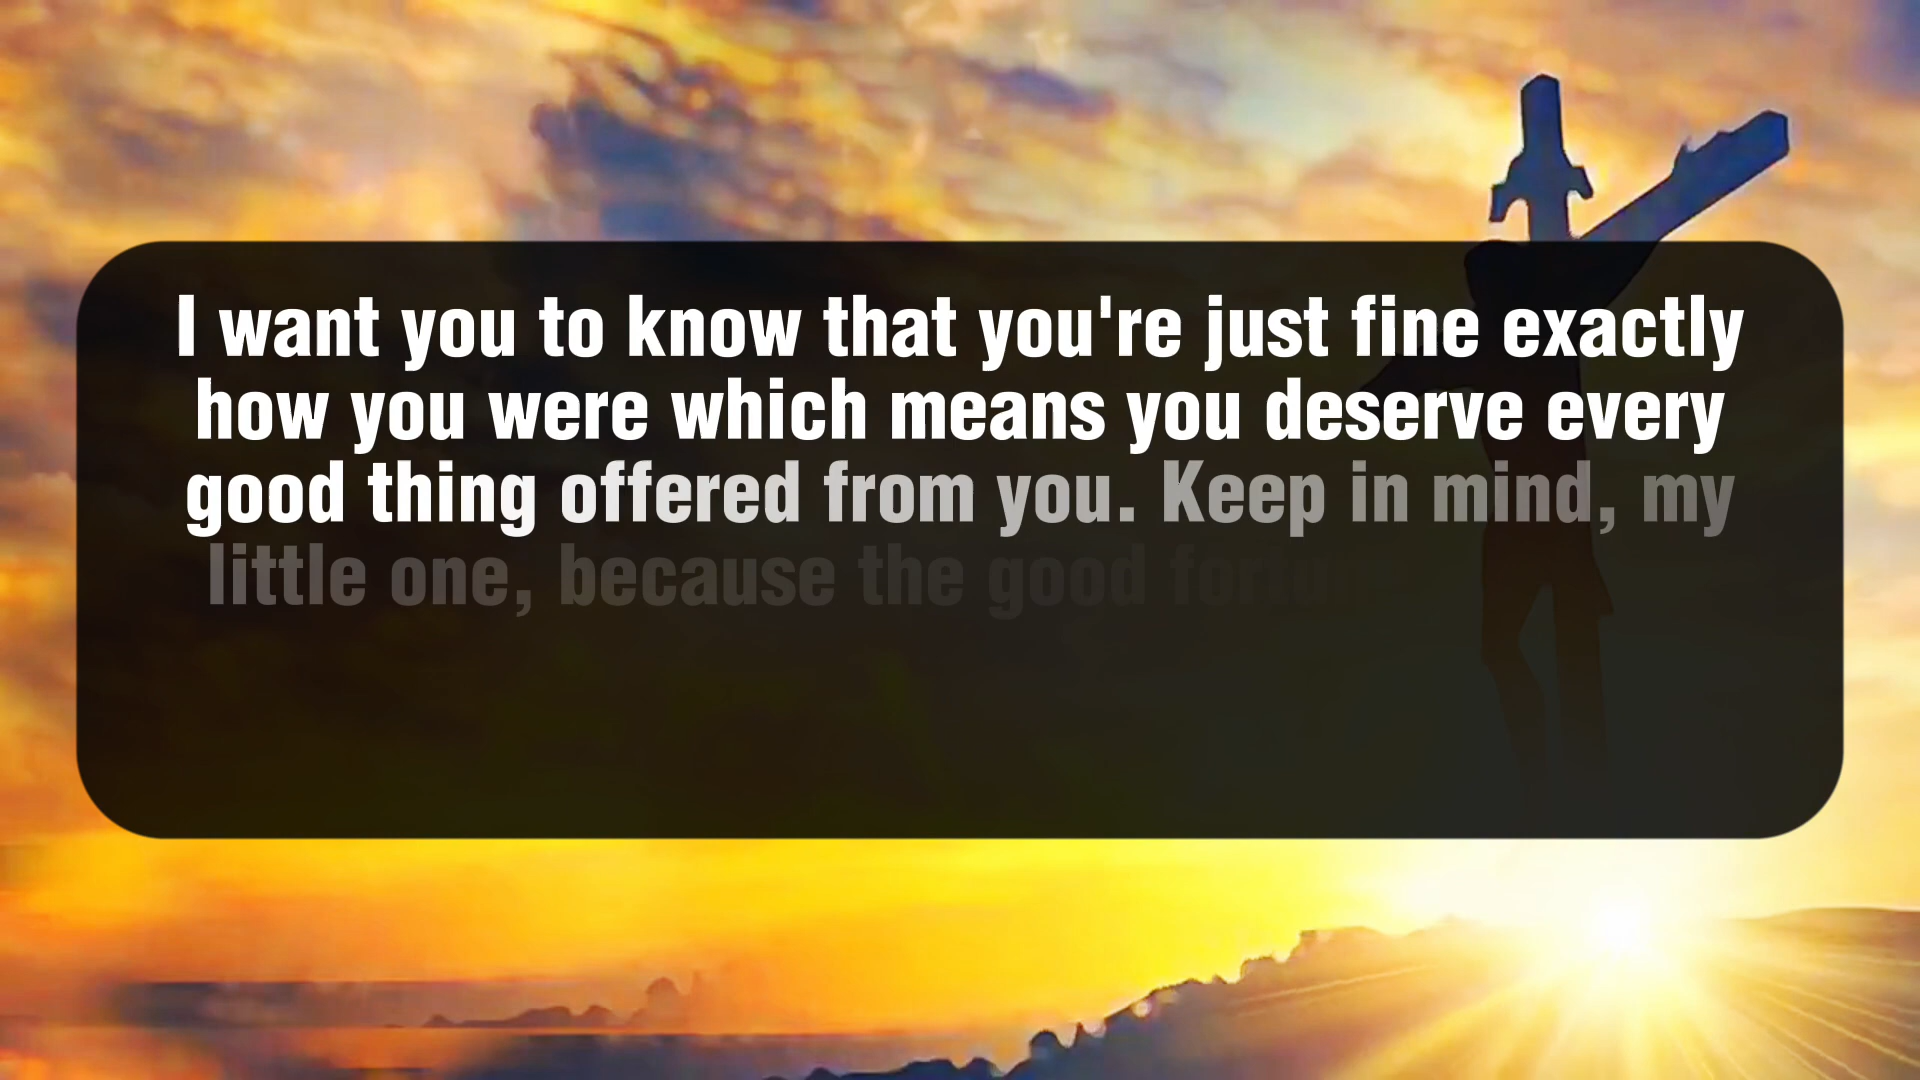 I want you to know that you're just fine exactly
how you were which means you deserve every
good thing offered from you. Keep in mind, my
little one, because the good